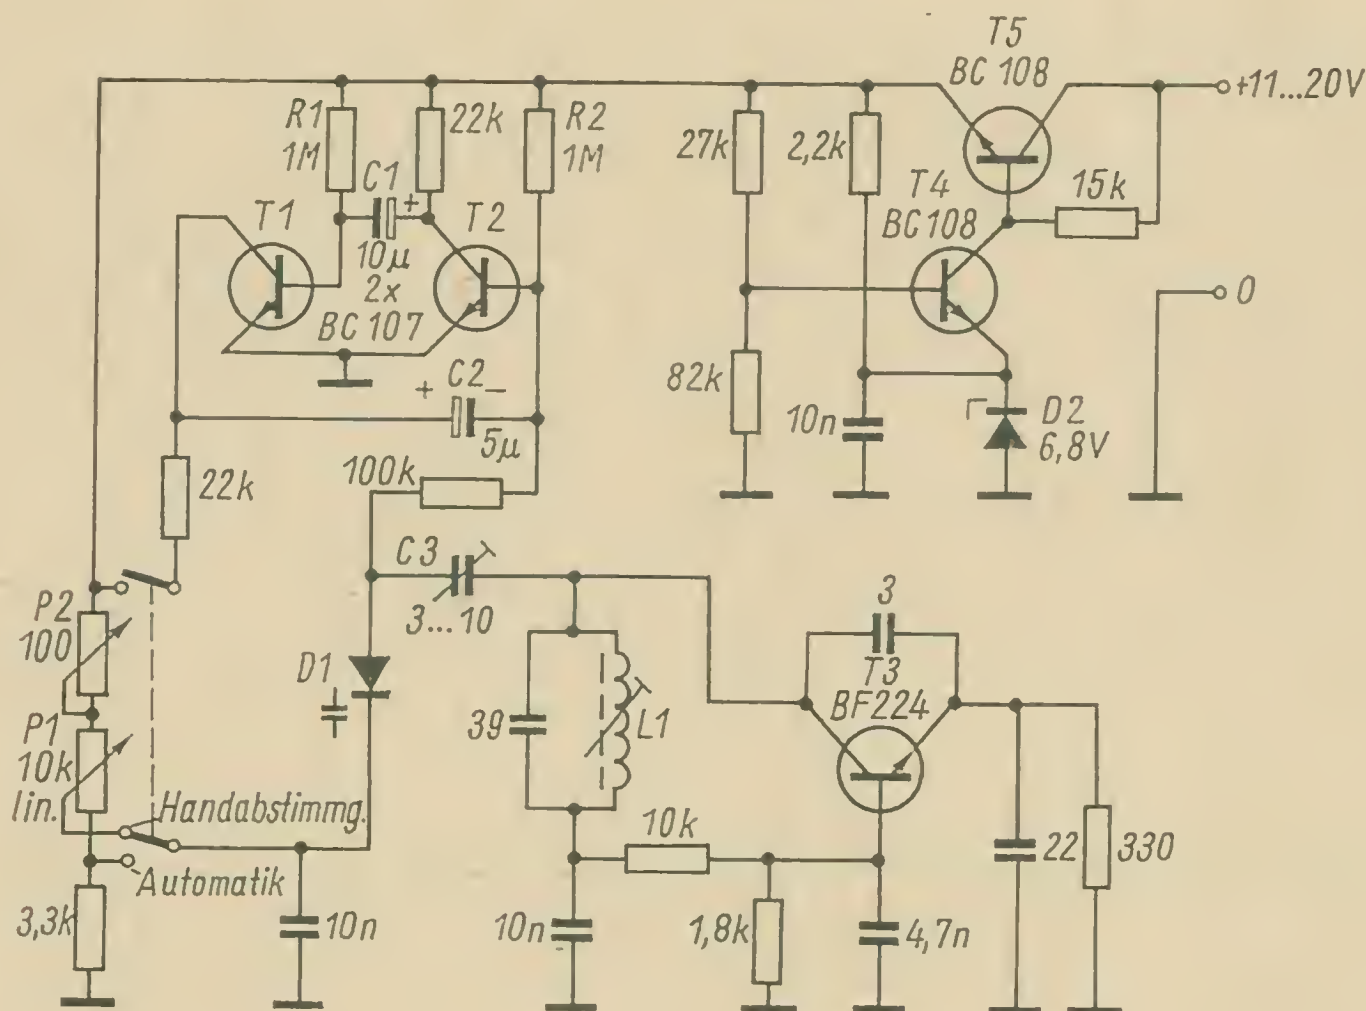 T5
BC 108
+11...20V
R1
1M
22k
R2
1M
C1
+
10µ
2x
BC 107
T1
T2
27k
2,2k
T4
BC 108
15k
0
+
C2
–
5µ
82k
10n
D2
6,8V
22k
100k
C3
3...10
P2
100
D1
39
L1
3
T3
BF224
P1
10k
lin.
Handabstimmg.
Automatik
10k
22
330
3,3k
10n
10n
1,8k
4,7n